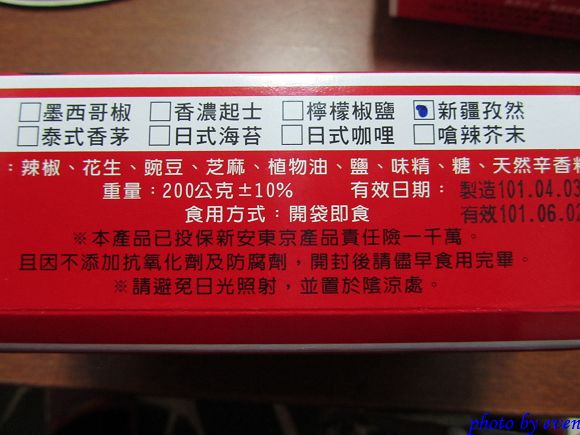 □墨西哥椒 □香濃起士 □檸檬椒鹽 □新疆孜然
□泰式香茅 □日式海苔 □日式咖哩 □嗆辣芥末
：辣椒、花生、豌豆、芝麻、植物油、鹽、味精、糖、天然辛香料
重量：200公克±10% 有效日期：製造101.04.03
食用方式：開袋即食 有效101.06.02
※本產品已投保新安東京產品責任險一千萬。
且因不添加抗氧化劑及防腐劑，開封後請儘早食用完畢。
※請避免日光照射，並置於陰涼處。
photo by even